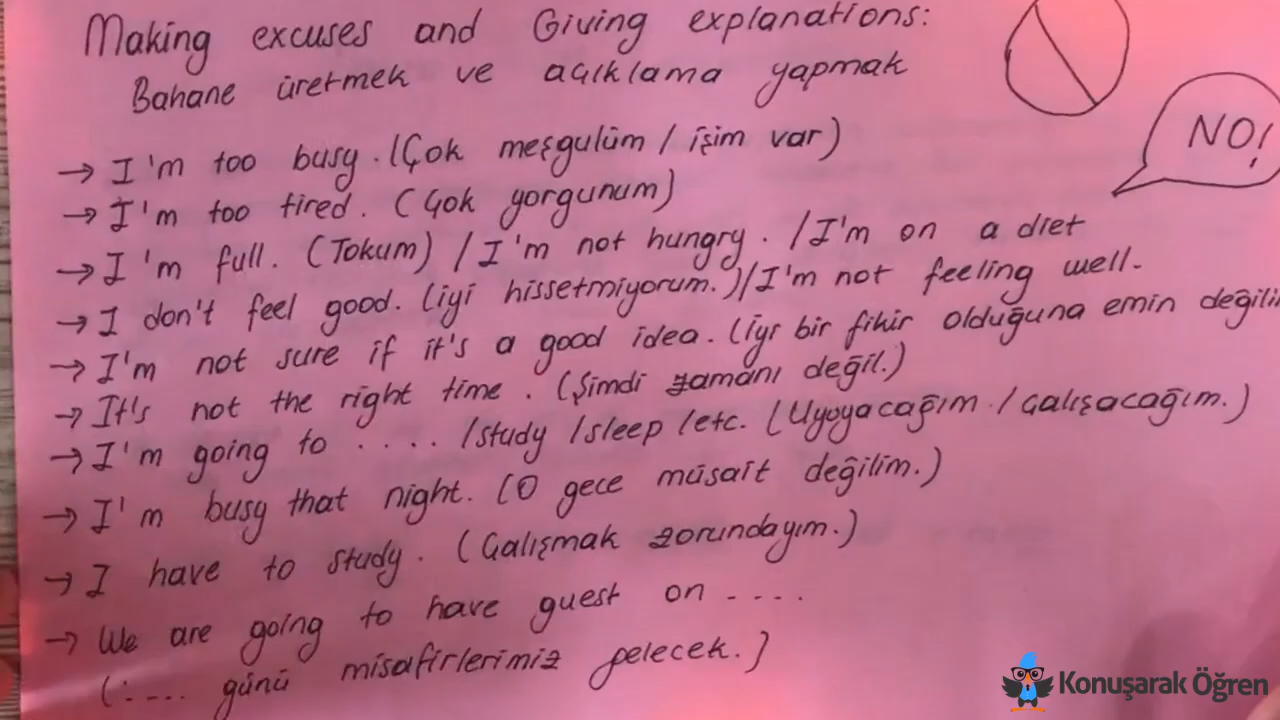 Making excuses and Giving explanations:
Bahane üretmek ve açıklama yapmak
NO!
→ I'm too busy. (Çok meşgulüm / işim var)
→ I'm too tired. (Çok yorgunum)
→ I'm full. (Tokum) / I'm not hungry. / I'm on a diet
→ I don't feel good. (iyi hissetmiyorum.) / I'm not feeling well.
→ I'm not sure if it's a good idea. (İyi bir fikir olduğuna emin
→ It's not the right time. (Şimdi zamanı değil.)
→ I'm going to .... /study /sleep /etc. (Uyuyacağım. / Çalışacağım.)
→ I'm busy that night. (O gece müsait değilim.)
→ I have to study. (Çalışmak zorundayım.)
→ We are going to have guest on ----.
(.... günü misafirlerimiz gelecek.)
Konuşarak Öğren